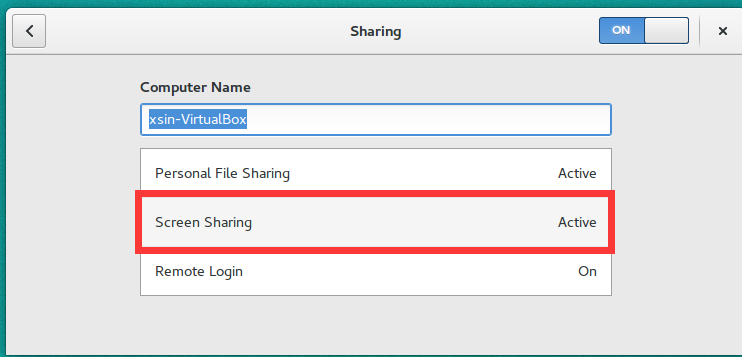 Sharing
ON
Computer Name
xsin-VirtualBox
Personal File Sharing Active
Screen Sharing Active
Remote Login On